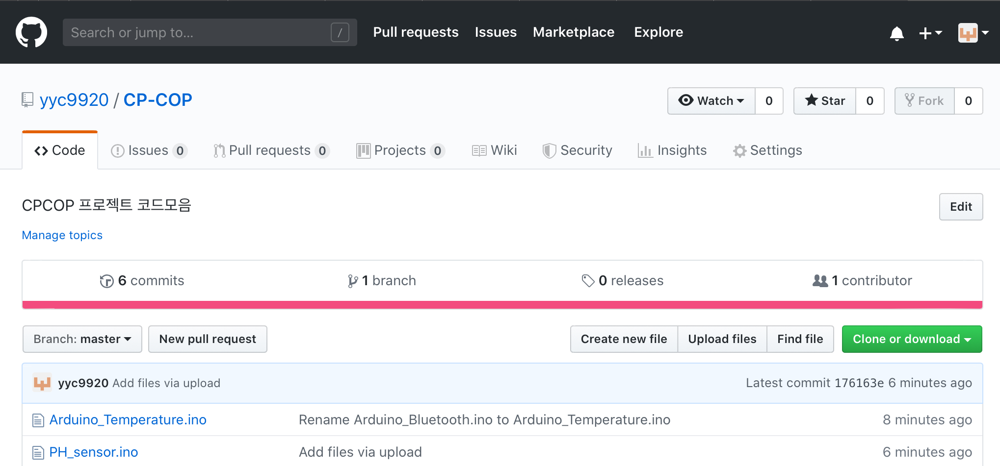 Search or jump to... / Pull requests Issues Marketplace Explore
yyc9920 / CP-COP Watch 0 Star 0 Fork 0
Code Issues 0 Pull requests 0 Projects 0 Wiki Security Insights Settings
CPCOP 프로젝트 코드모음 Edit
Manage topics
6 commits 1 branch 0 releases 1 contributor
Branch: master New pull request Create new file Upload files Find file Clone or download
yyc9920 Add files via upload Latest commit 176163e 6 minutes ago
Arduino_Temperature.ino Rename Arduino_Bluetooth.ino to Arduino_Temperature.ino 8 minutes ago
PH_sensor.ino Add files via upload 6 minutes ago